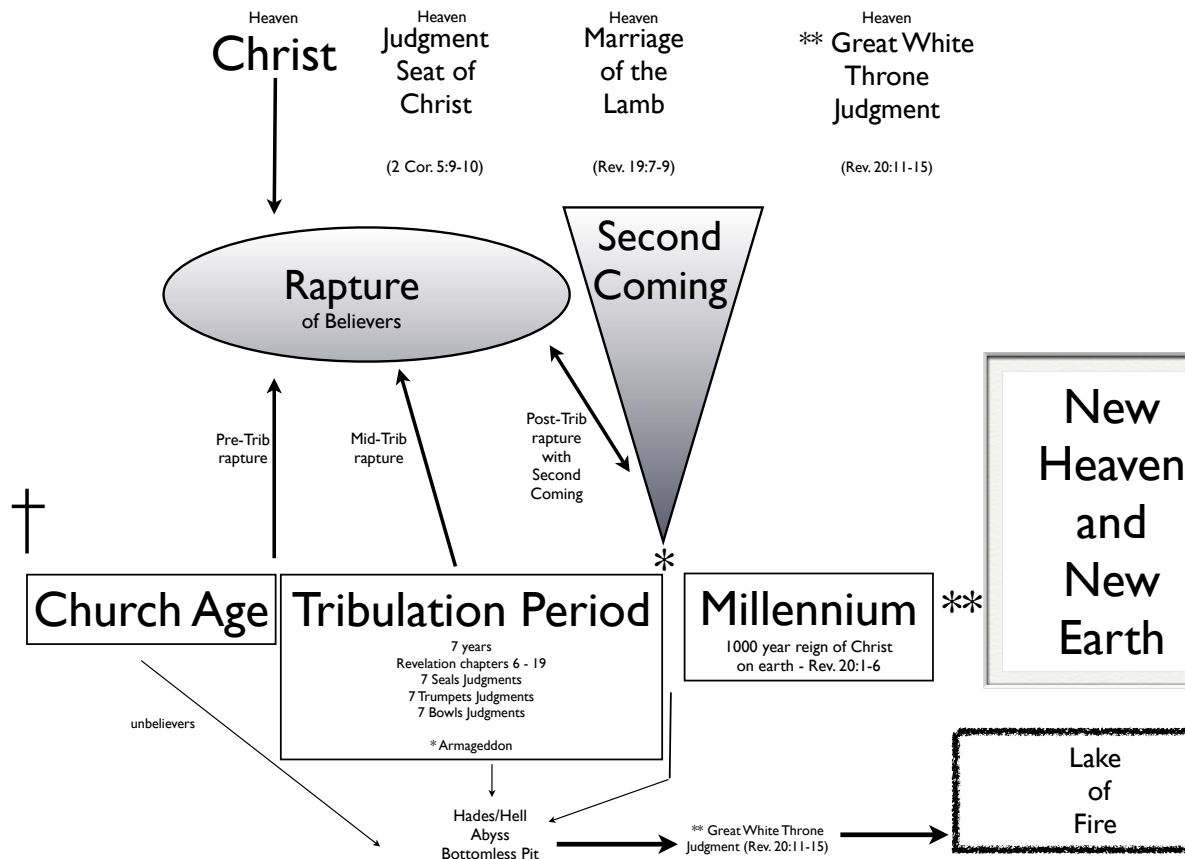 Heaven
Christ
Heaven
Judgment
Seat of
Christ
(2 Cor. 5:9-10)
Heaven
Marriage
of the
Lamb
(Rev. 19:7-9)
Heaven
** Great White
Throne
Judgment
(Rev. 20:11-15)
Rapture
of Believers
Second
Coming
Pre-Trib
rapture
Mid-Trib
rapture
Post-Trib
rapture
with
Second
Coming
*
Church Age
Tribulation Period
7 years
Revelation chapters 6 - 19
7 Seals Judgments
7 Trumpets Judgments
7 Bowls Judgments
* Armageddon
Millennium
1000 year reign of Christ
on earth - Rev. 20:1-6
**
New
Heaven
and
New
Earth
unbelievers
Hades/Hell
Abyss
Bottomless Pit
** Great White Throne
Judgment (Rev. 20:11-15)
Lake
of
Fire